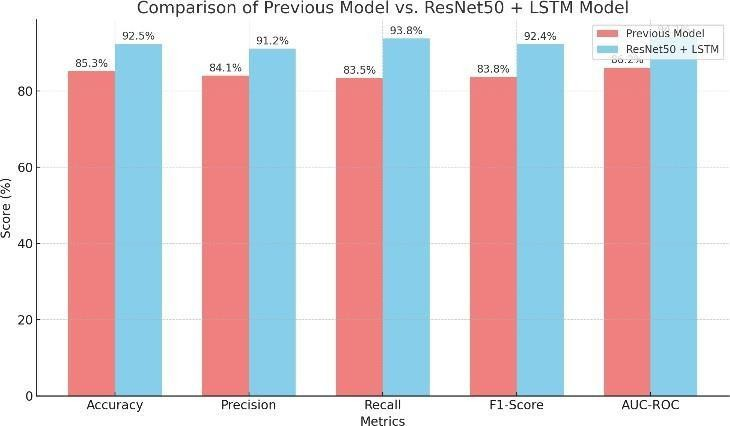 Comparison of Previous Model vs. ResNet50 + LSTM Model
Previous Model
ResNet50 + LSTM
85.3%
92.5%
84.1%
91.2%
83.5%
93.8%
83.8%
92.4%
86.2%
80
60
40
20
0
Score (%)
Accuracy
Precision
Recall
F1-Score
AUC-ROC
Metrics